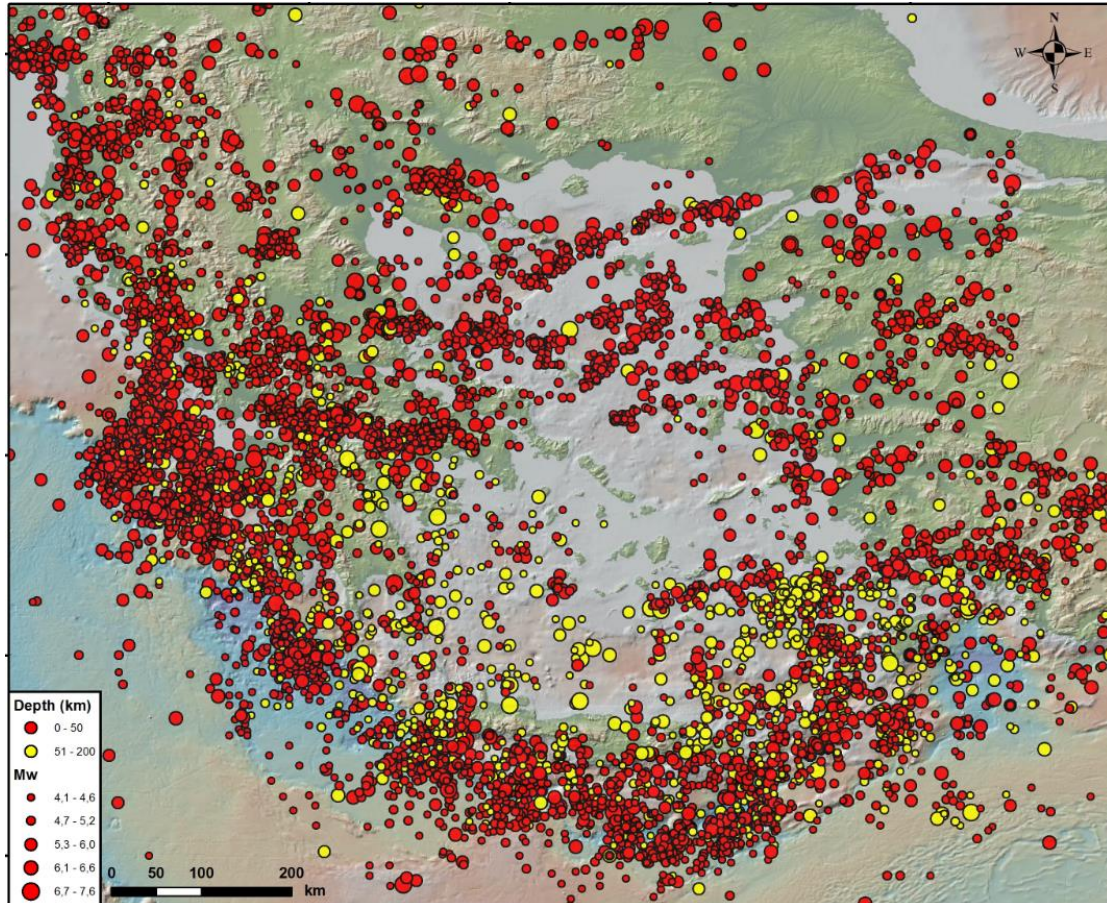 N
W E
S
Depth (km)
0 - 50
51 - 200
Mw
4,1 - 4,6
4,7 - 5,2
5,3 - 6,0
6,1 - 6,6
6,7 - 7,6
0 50 100 200
km